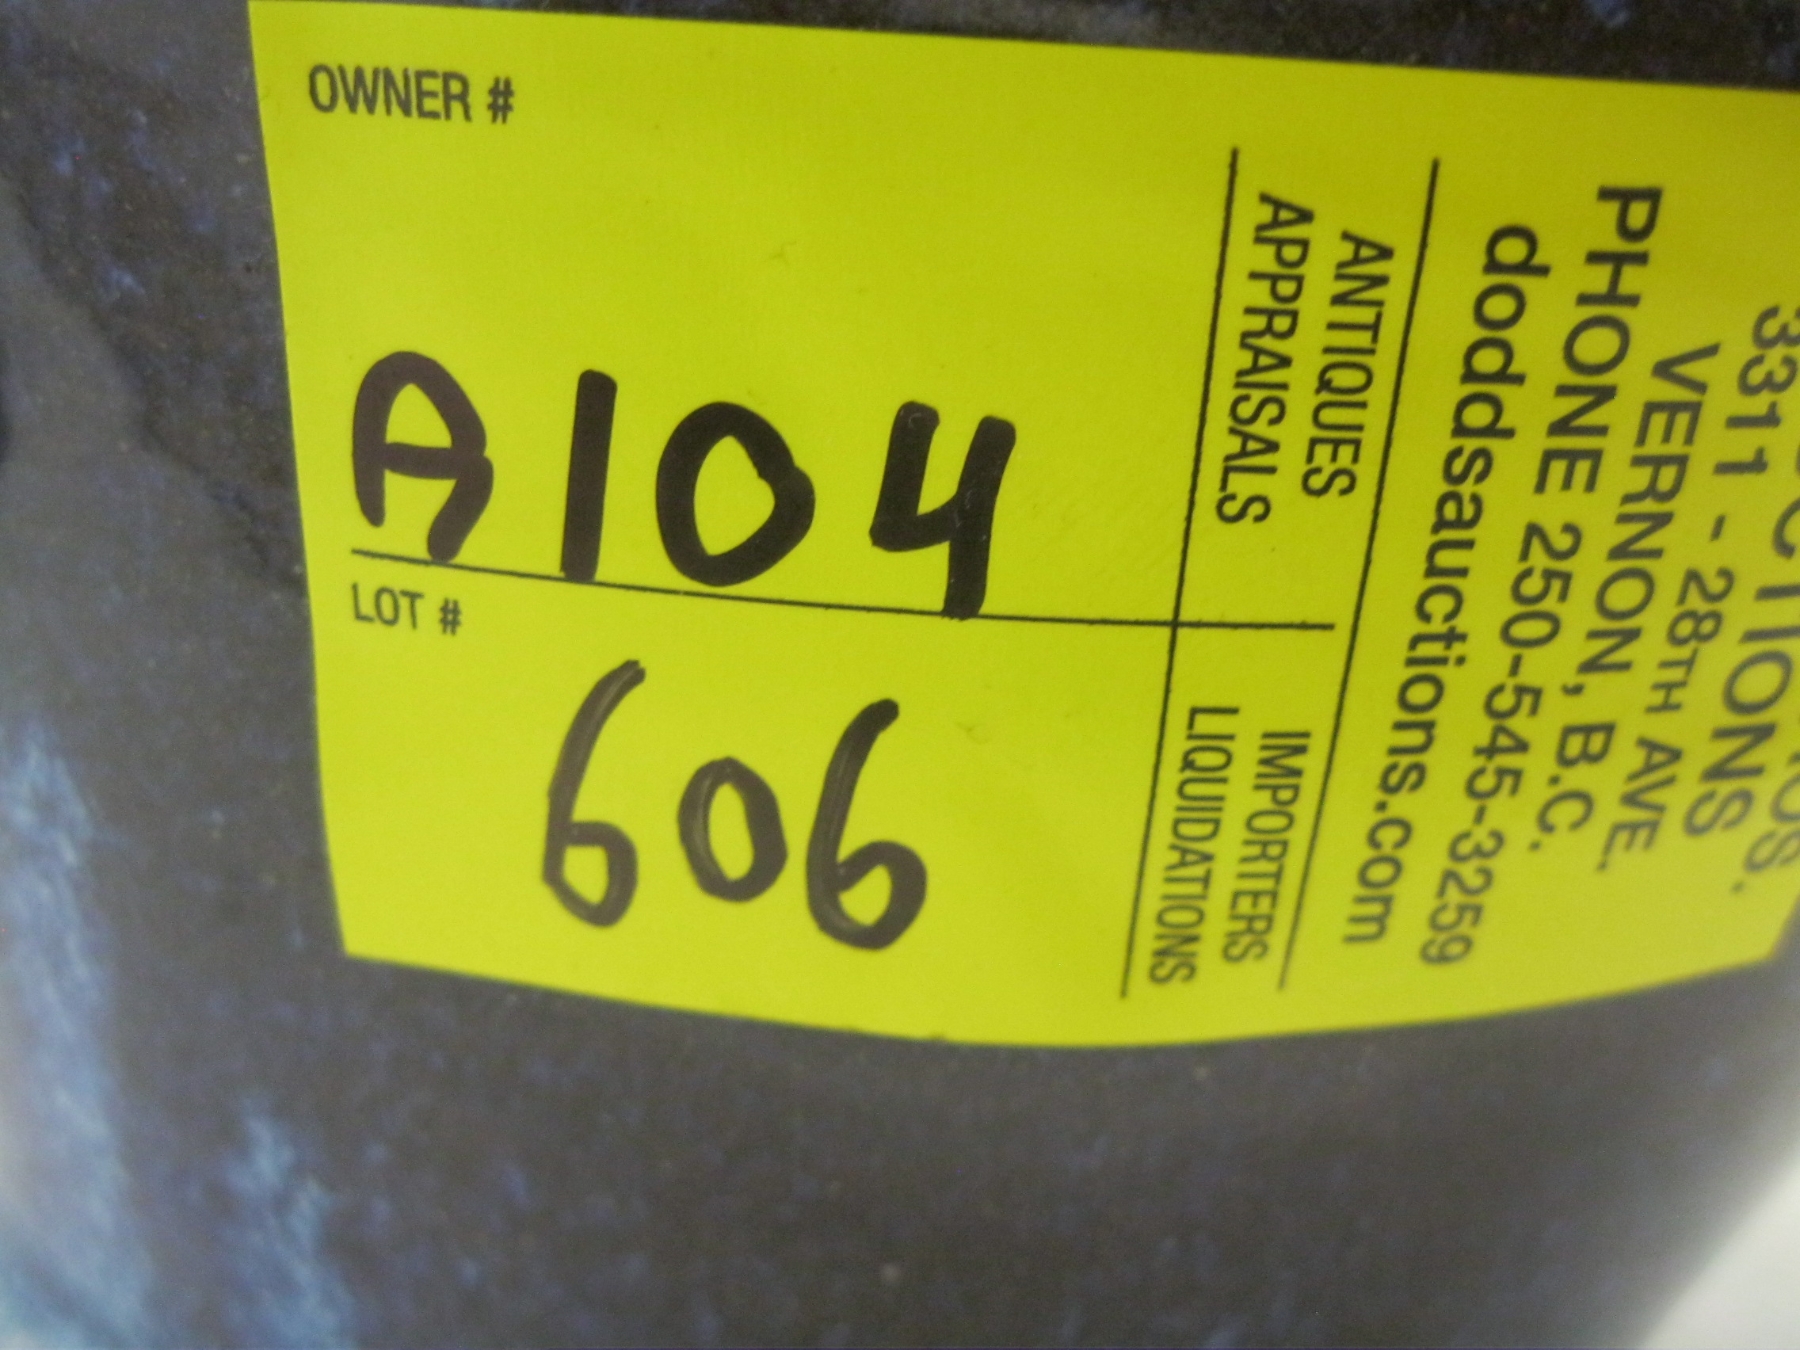 OWNER #
A104
LOT #
606
ANTIQUES
APPRAISALS
IMPORTERS
LIQUIDATIONS
3311 - 28TH AVE.
VERNON, B.C.
PHONE 250-545-3259
doddsauctions.com